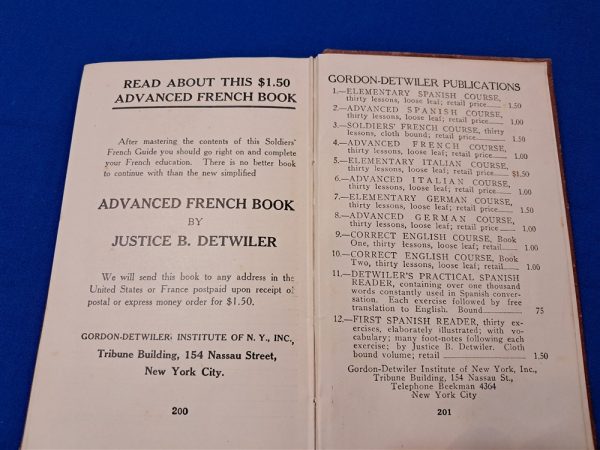 READ ABOUT THIS $1.50
ADVANCED FRENCH BOOK
After mastering the contents of this Soldiers'
French Guide you should go right on and complete
your French education. There is no better book
to continue with than the new simplified
ADVANCED FRENCH BOOK
BY
JUSTICE B. DETWILER
We will send this book to any address in the
United States or France postpaid upon receipt of
postal or express money order for $1.50.
GORDON-DETWILER INSTITUTE OF N. Y., INC.,
Tribune Building, 154 Nassau Street,
New York City.
200
GORDON-DETWILER PUBLICATIONS
1.—ELEMENTARY SPANISH COURSE,
thirty lessons, loose leaf; retail price 1.50
2.—ADVANCED SPANISH COURSE,
thirty lessons, loose leaf; retail price 1.00
3.—SOLDIERS' FRENCH COURSE, thirty
lessons, cloth bound; retail price 1.00
4.—ADVANCED FRENCH COURSE,
thirty lessons, loose leaf; retail price 1.00
5.—ELEMENTARY ITALIAN COURSE,
thirty lessons, loose leaf; retail price $1.50
6.—ADVANCED ITALIAN COURSE,
thirty lessons, loose leaf; retail price 1.00
7.—ELEMENTARY GERMAN COURSE,
thirty lessons, loose leaf; retail price 1.50
8.—ADVANCED GERMAN COURSE,
thirty lessons, loose leaf; retail price 1.00
9.—CORRECT ENGLISH COURSE, Book
One, thirty lessons, loose leaf; retail 1.00
10.—CORRECT ENGLISH COURSE, Book
Two, thirty lessons, loose leaf; retail 1.00
11.—DETWILER'S PRACTICAL SPANISH
READER, containing over one thousand
words constantly used in Spanish conver-
sation. Each exercise followed by free
translation to English. Bound 75
12.—FIRST SPANISH READER, thirty ex-
ercises, elaborately illustrated; with vo-
cabulary; many foot-notes following each
exercise; by Justice B. Detwiler. Cloth
bound volume; retail 1.50
Gordon-Detwiler Institute of New York, Inc.,
Tribune Building, 154 Nassau St.,
Telephone Beekman 4364
New York City
201